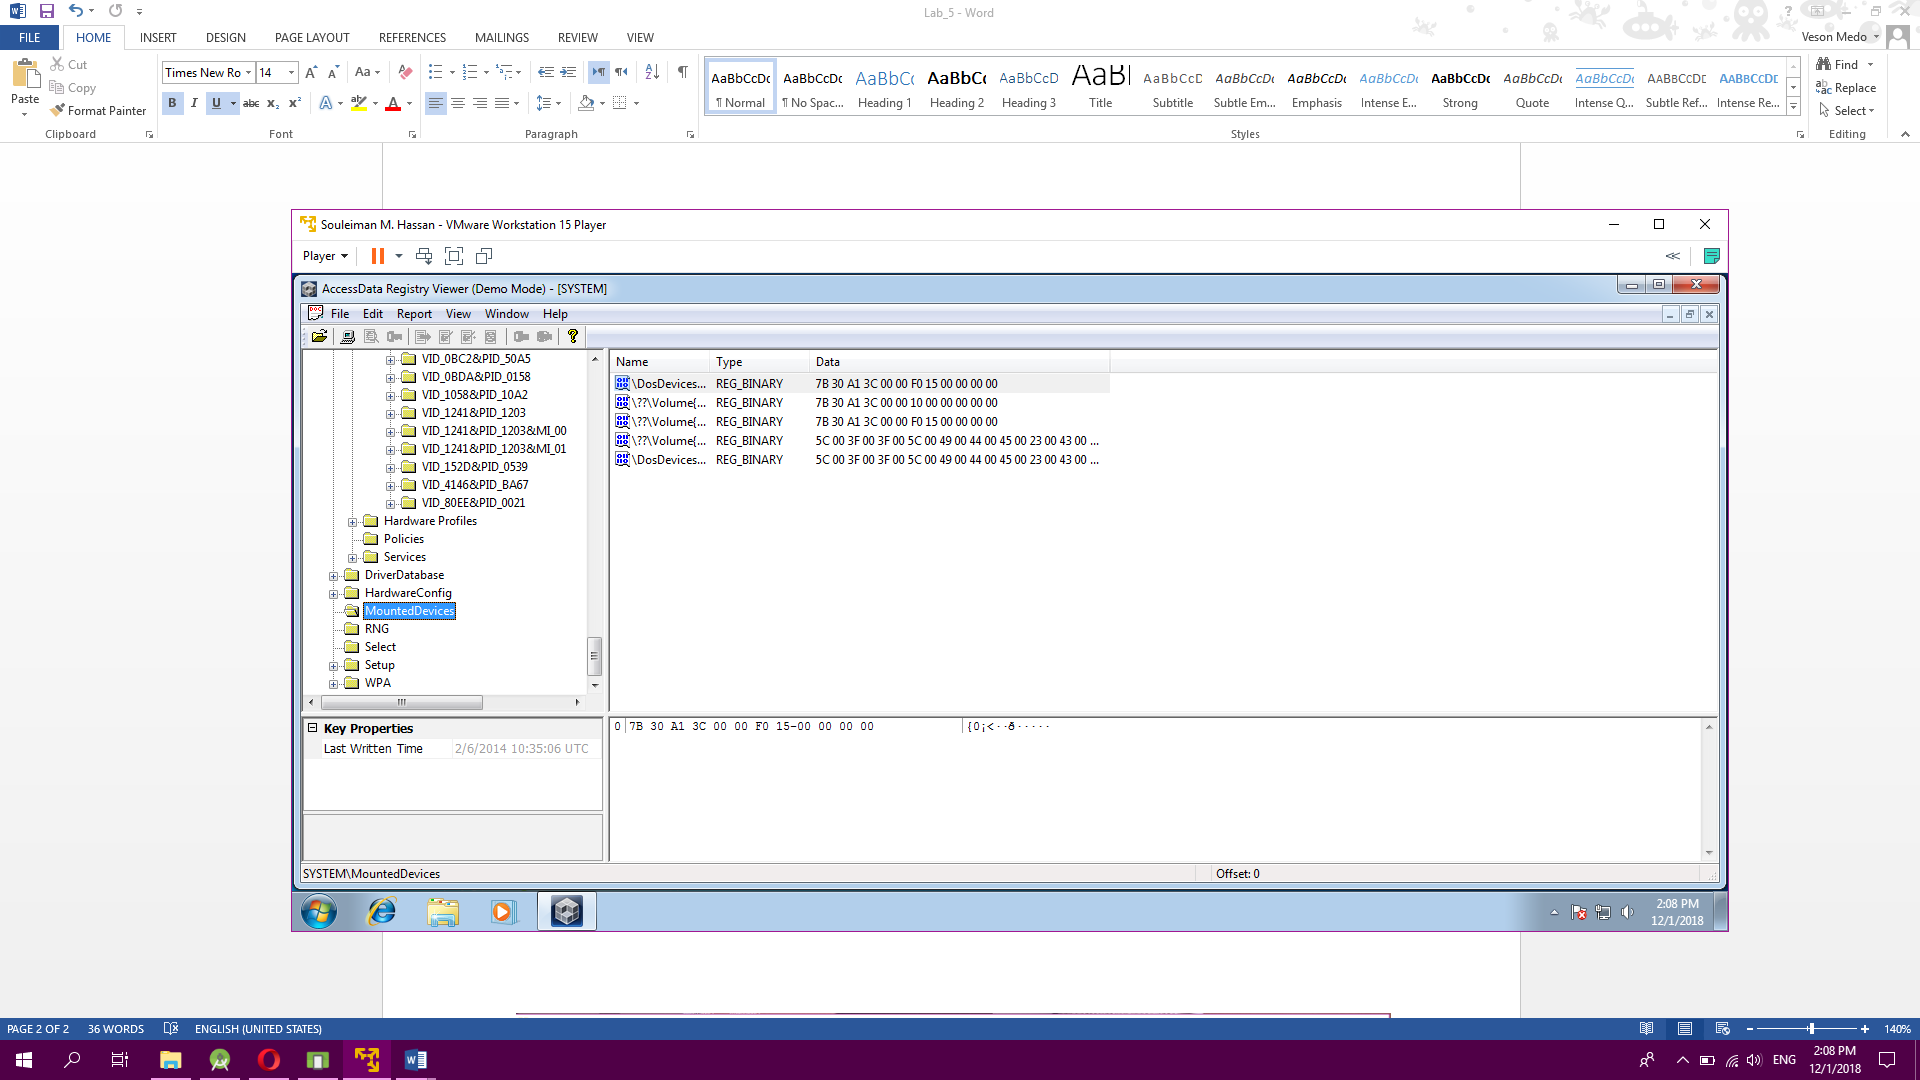 Lab_5 - Word
?
FILE HOME INSERT DESIGN PAGE LAYOUT REFERENCES MAILINGS REVIEW VIEW
Veson Medo
Paste
Cut
Copy
Format Painter
Clipboard
Times New Ro 14
Aa
B I U abc X₂ X²
Font
Paragraph
AaBbCcDc AaBbCcDc AaBbCc AaBbCc AaBbCcD AaBl AaBbCcD AaBbCcDc AaBbCcDc AaBbCcDc AaBbCcDc AaBbCcDc AaBbCcDc AABBCCDE AABBCCDE
¶ Normal ¶ No Spac... Heading 1 Heading 2 Heading 3 Title Subtitle Subtle Em... Emphasis Intense E... Strong Quote Intense Q... Subtle Ref... Intense Re...
Styles
Find
Replace
Select
Editing
Souleiman M. Hassan - VMware Workstation 15 Player
Player
AccessData Registry Viewer (Demo Mode) - [SYSTEM]
File Edit Report View Window Help
VID_0BC2&PID_50A5
VID_0BDA&PID_0158
VID_1058&PID_10A2
VID_1241&PID_1203
VID_1241&PID_1203&MI_00
VID_1241&PID_1203&MI_01
VID_152D&PID_0539
VID_4146&PID_BA67
VID_80EE&PID_0021
Hardware Profiles
Policies
Services
DriverDatabase
HardwareConfig
MountedDevices
RNG
Select
Setup
WPA
Name Type Data
\DosDevices... REG_BINARY 7B 30 A1 3C 00 00 F0 15 00 00 00 00
\??\Volume{... REG_BINARY 7B 30 A1 3C 00 00 10 00 00 00 00 00
\??\Volume{... REG_BINARY 7B 30 A1 3C 00 00 F0 15 00 00 00 00
\??\Volume{... REG_BINARY 5C 00 3F 00 3F 00 5C 00 49 00 44 00 45 00 23 00 43 00 ...
\DosDevices... REG_BINARY 5C 00 3F 00 3F 00 5C 00 49 00 44 00 45 00 23 00 43 00 ...
Key Properties
Last Written Time 2/6/2014 10:35:06 UTC
0 7B 30 A1 3C 00 00 F0 15-00 00 00 00 {0¡<··ð·····
SYSTEM\MountedDevices
Offset: 0
2:08 PM
12/1/2018
PAGE 2 OF 2 36 WORDS ENGLISH (UNITED STATES)
140%
ENG
2:08 PM
12/1/2018